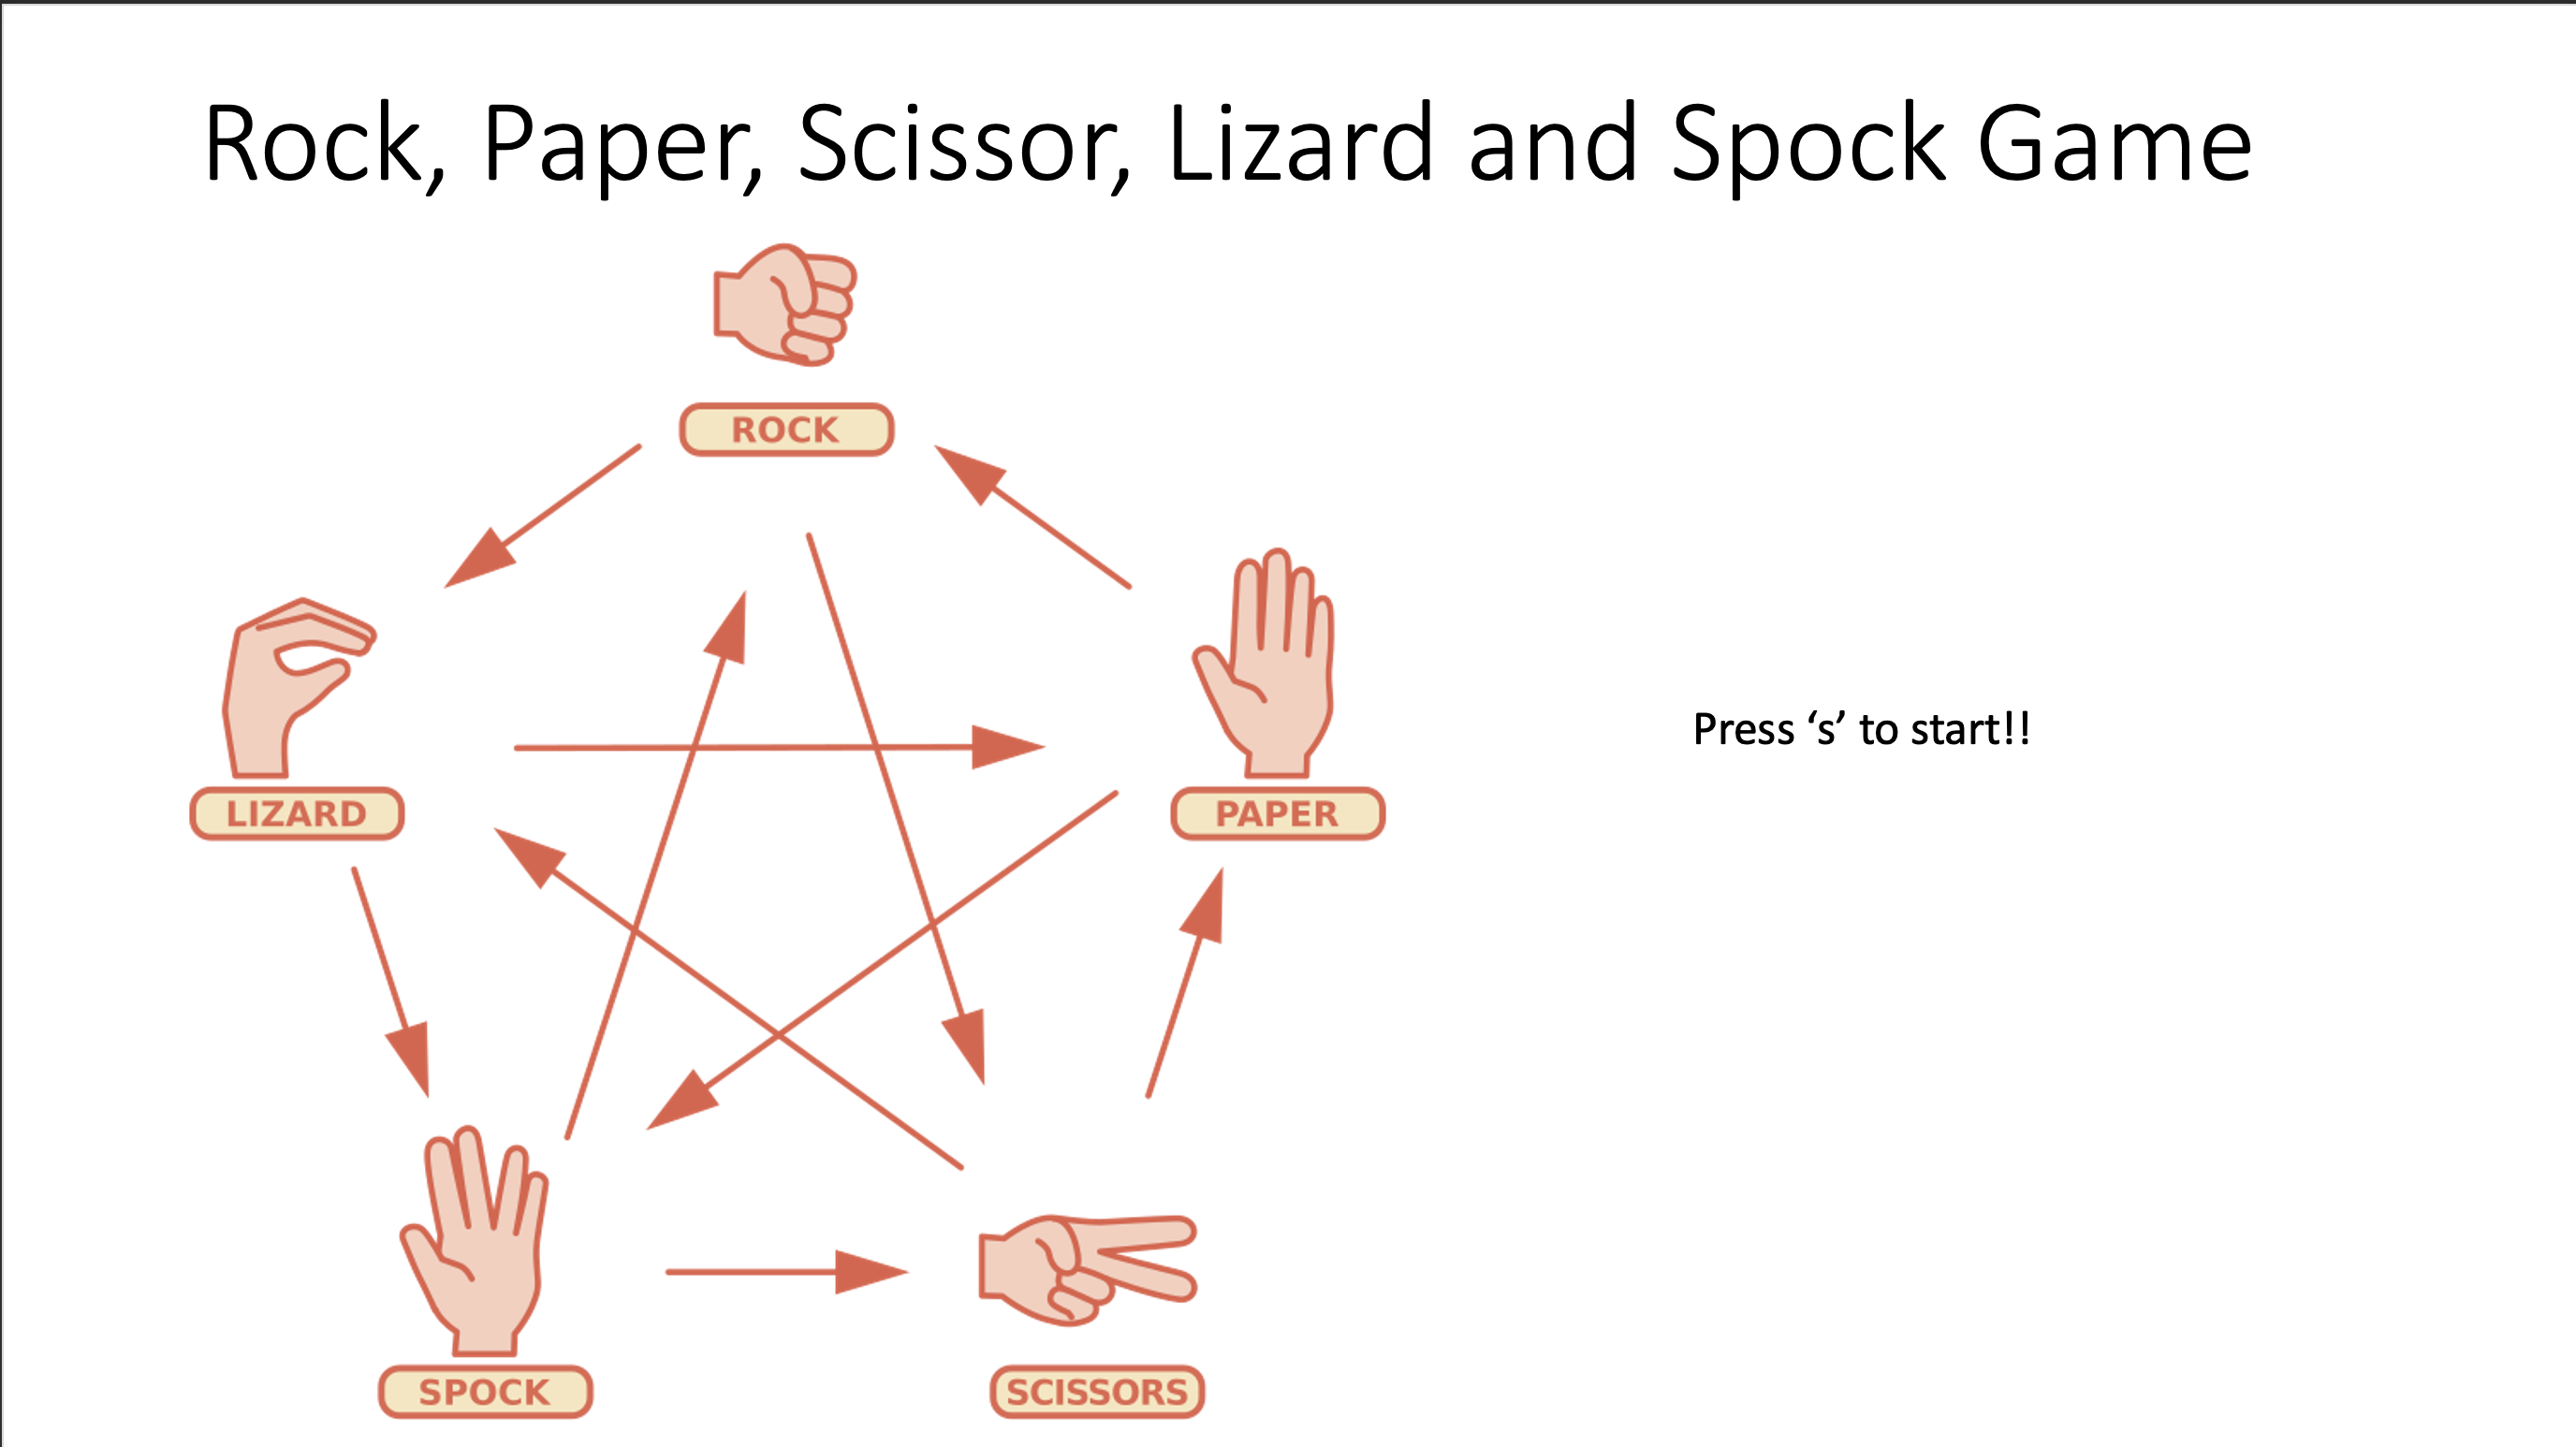 Rock, Paper, Scissor, Lizard and Spock Game
ROCK
Press ‘s’ to start!!
LIZARD
PAPER
SPOCK
SCISSORS